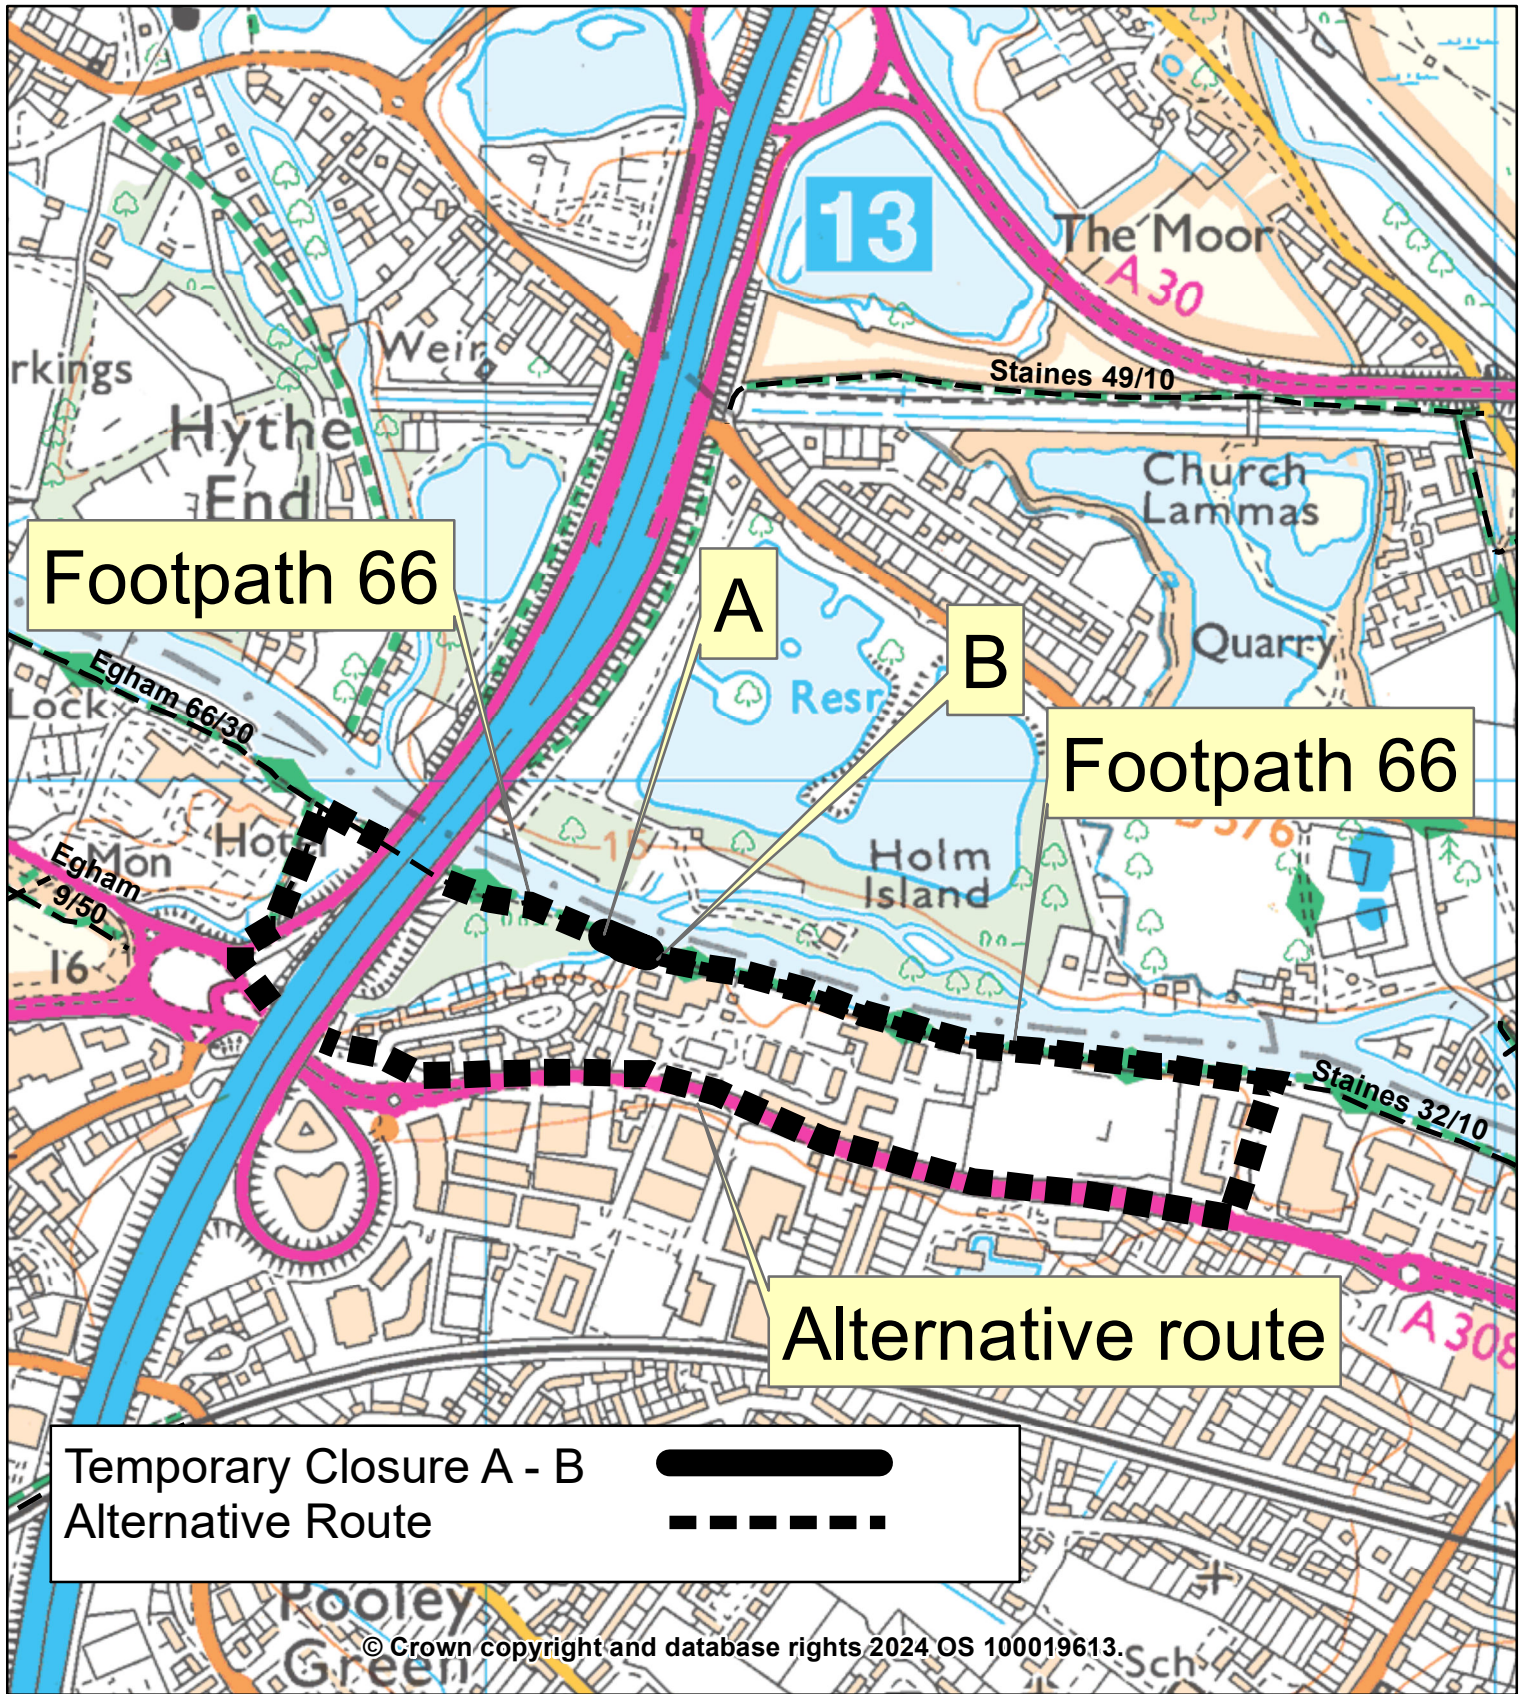 13
The Moor
A 30
Weir
rkings
Staines 49/10
Hythe
End
Church
Lammas
Footpath 66
A
B
Quarry
Egham 66/30
Lock
Resr
Footpath 66
Hotel
15
Holm
Island
Egham
9/50
Mon
16
Staines 32/10
Alternative route
A 308
Temporary Closure A - B
Alternative Route
Pooley
Green
© Crown copyright and database rights 2024 OS 100019613.
Sch